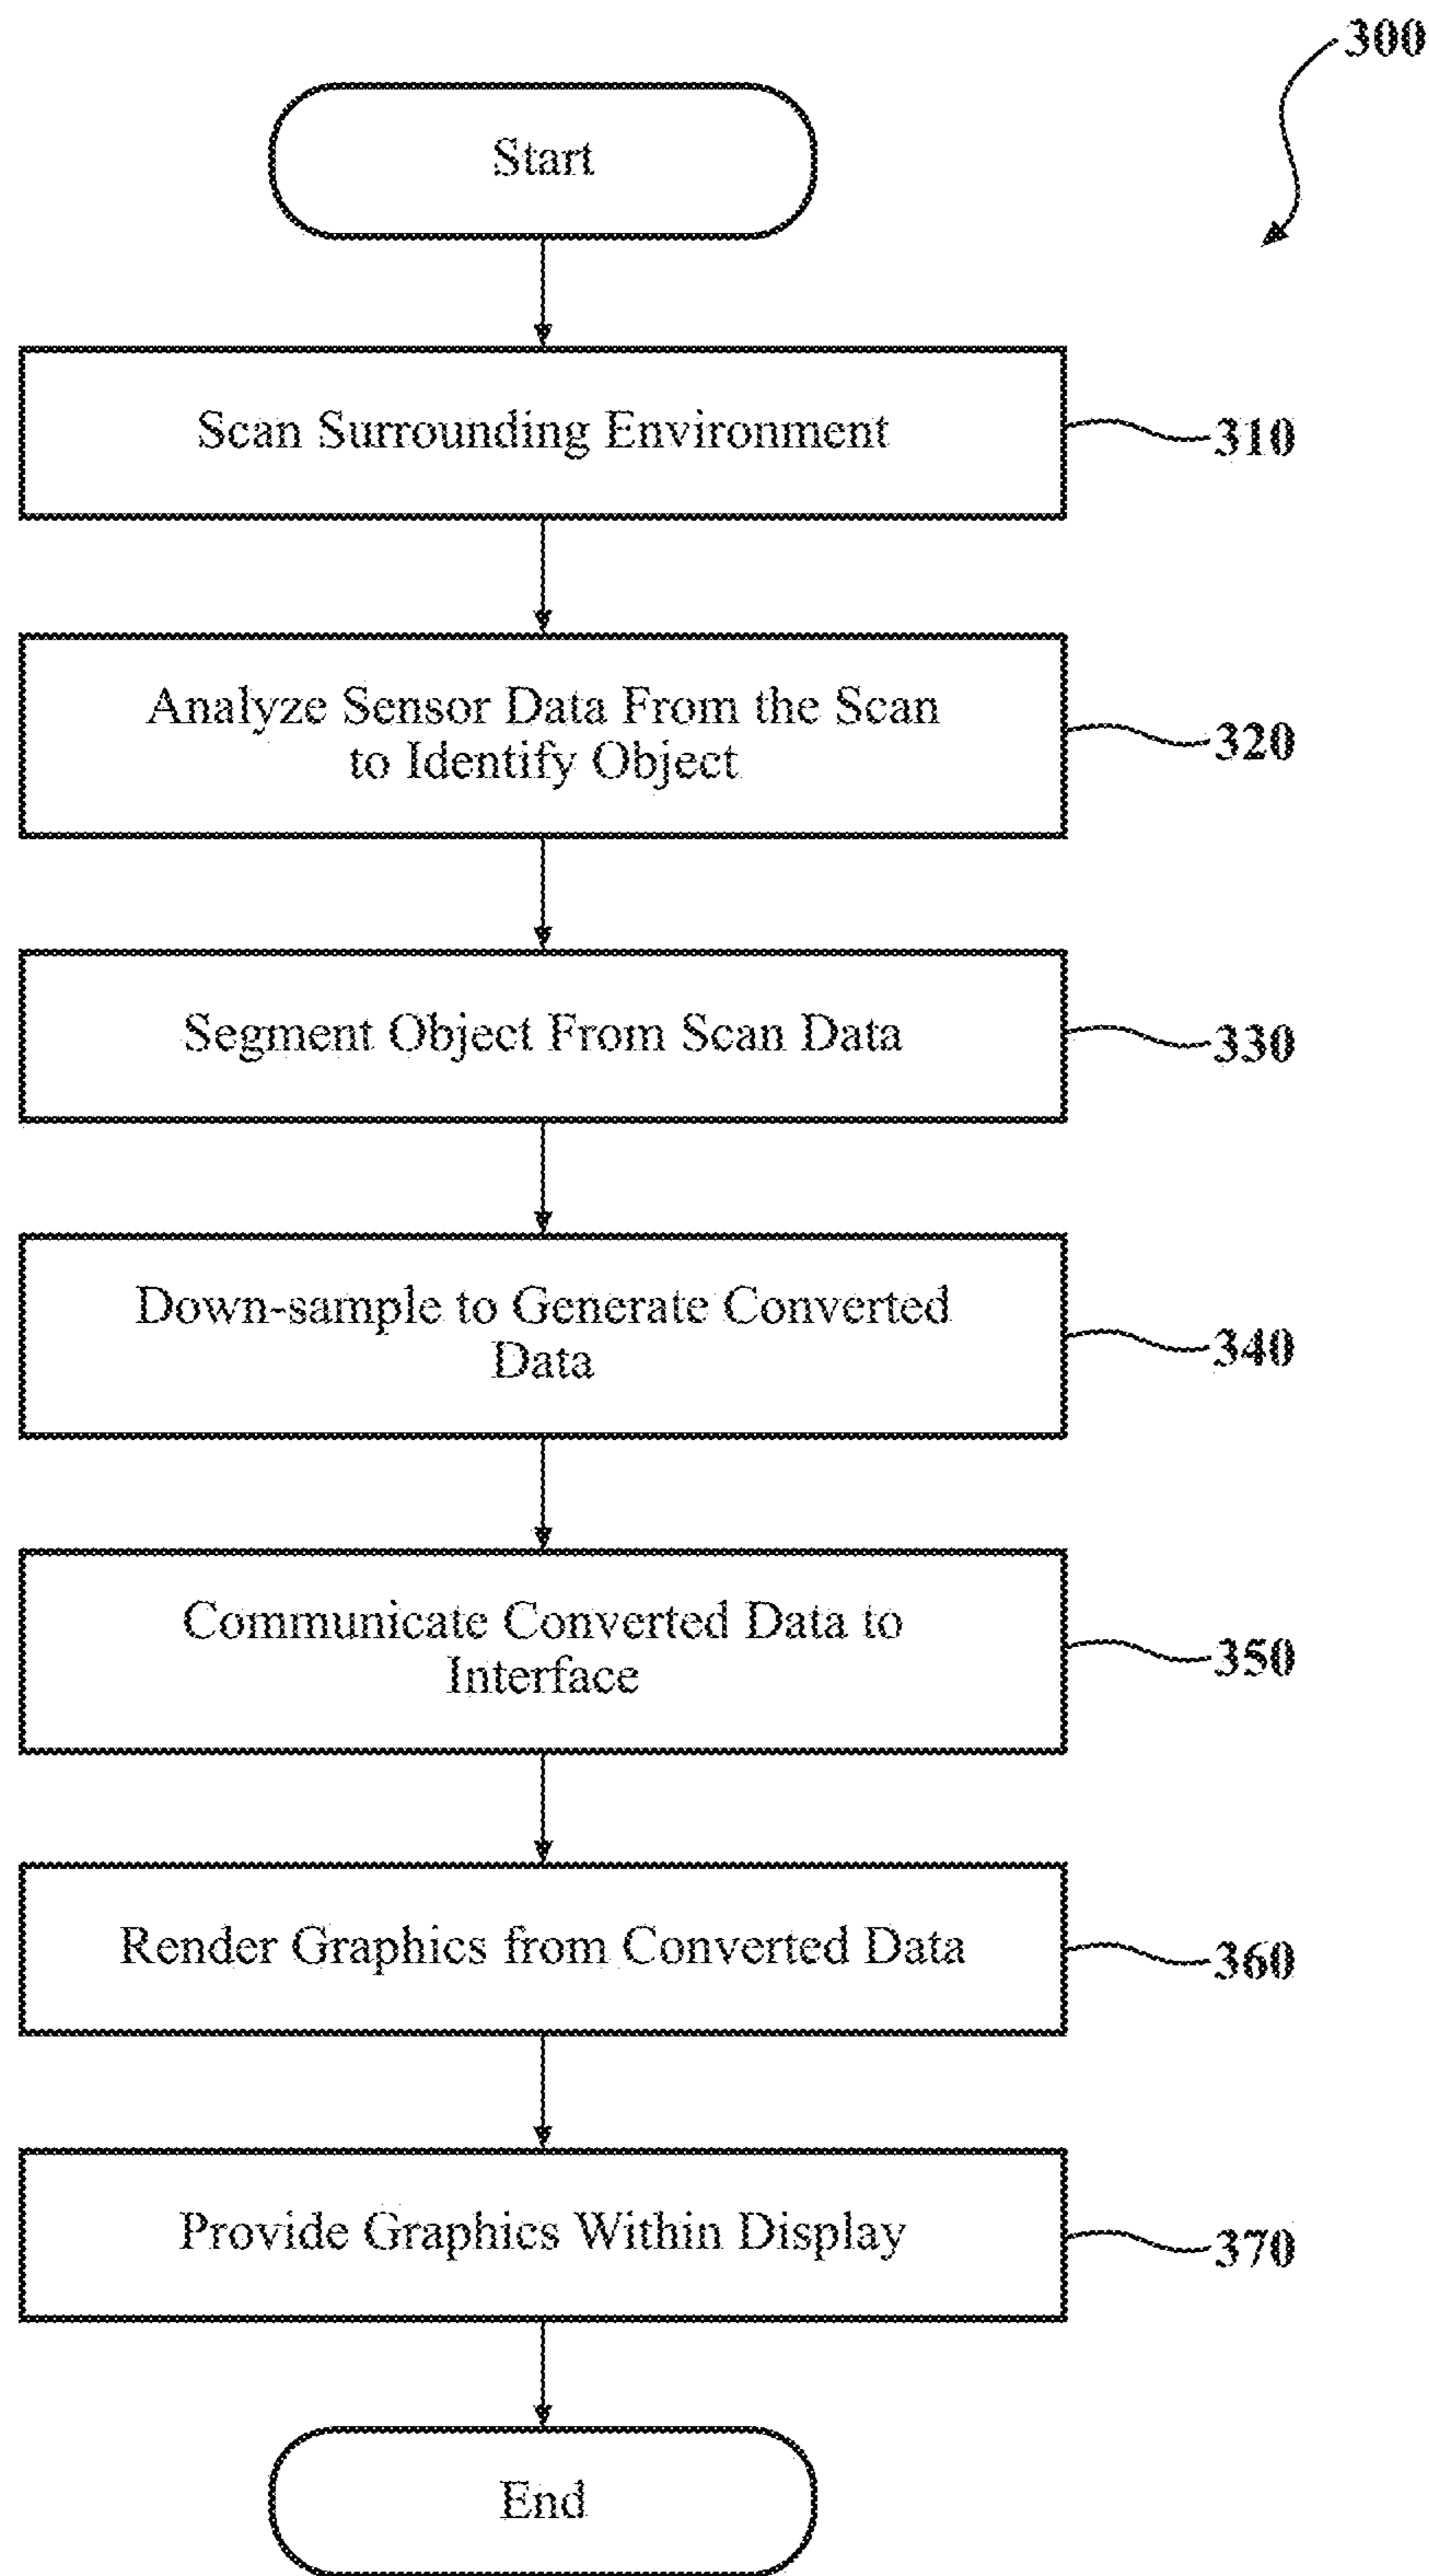 300
Start
Scan Surrounding Environment
310
Analyze Sensor Data From the Scan
to Identify Object
320
Segment Object From Scan Data
330
Down-sample to Generate Converted
Data
340
Communicate Converted Data to
Interface
350
Render Graphics from Converted Data
360
Provide Graphics Within Display
370
End